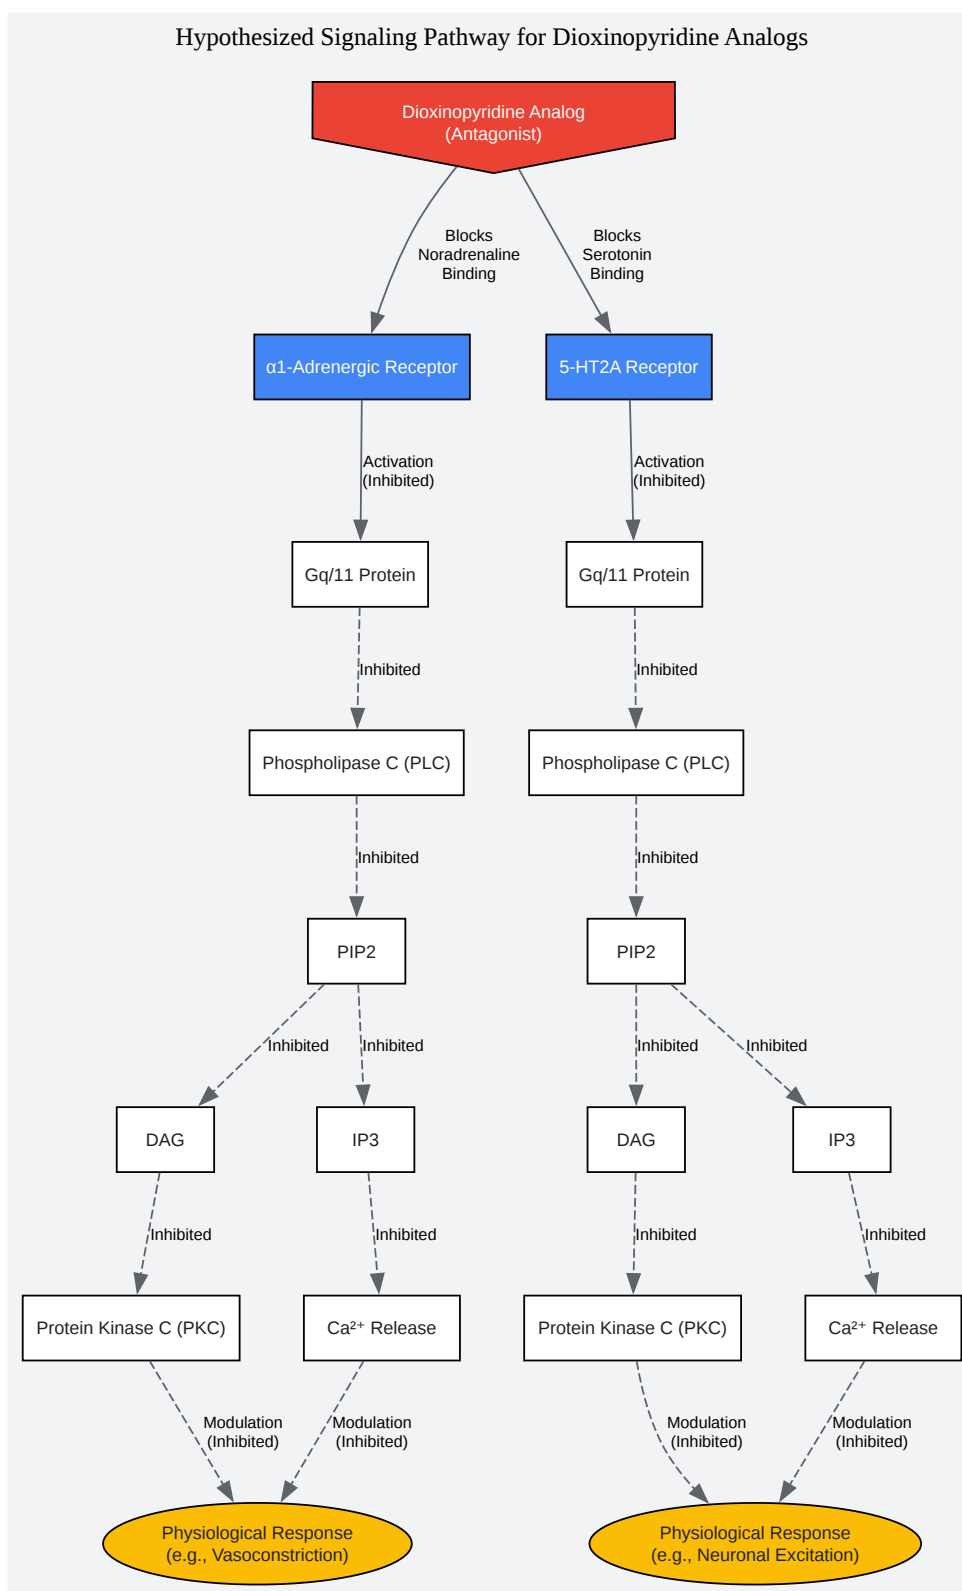 Hypothesized Signaling Pathway for Dioxinopyridine Analogs
Dioxinopyridine Analog
(Antagonist)
Blocks
Noradrenaline
Binding
Blocks
Serotonin
Binding
α1-Adrenergic Receptor
5-HT2A Receptor
Activation
(Inhibited)
Activation
(Inhibited)
Gq/11 Protein
Gq/11 Protein
Inhibited
Inhibited
Phospholipase C (PLC)
Phospholipase C (PLC)
Inhibited
Inhibited
PIP2
PIP2
Inhibited
Inhibited
Inhibited
Inhibited
DAG
IP3
DAG
IP3
Inhibited
Inhibited
Inhibited
Inhibited
Protein Kinase C (PKC)
Ca²⁺ Release
Protein Kinase C (PKC)
Ca²⁺ Release
Modulation
(Inhibited)
Modulation
(Inhibited)
Modulation
(Inhibited)
Modulation
(Inhibited)
Physiological Response
(e.g., Vasoconstriction)
Physiological Response
(e.g., Neuronal Excitation)